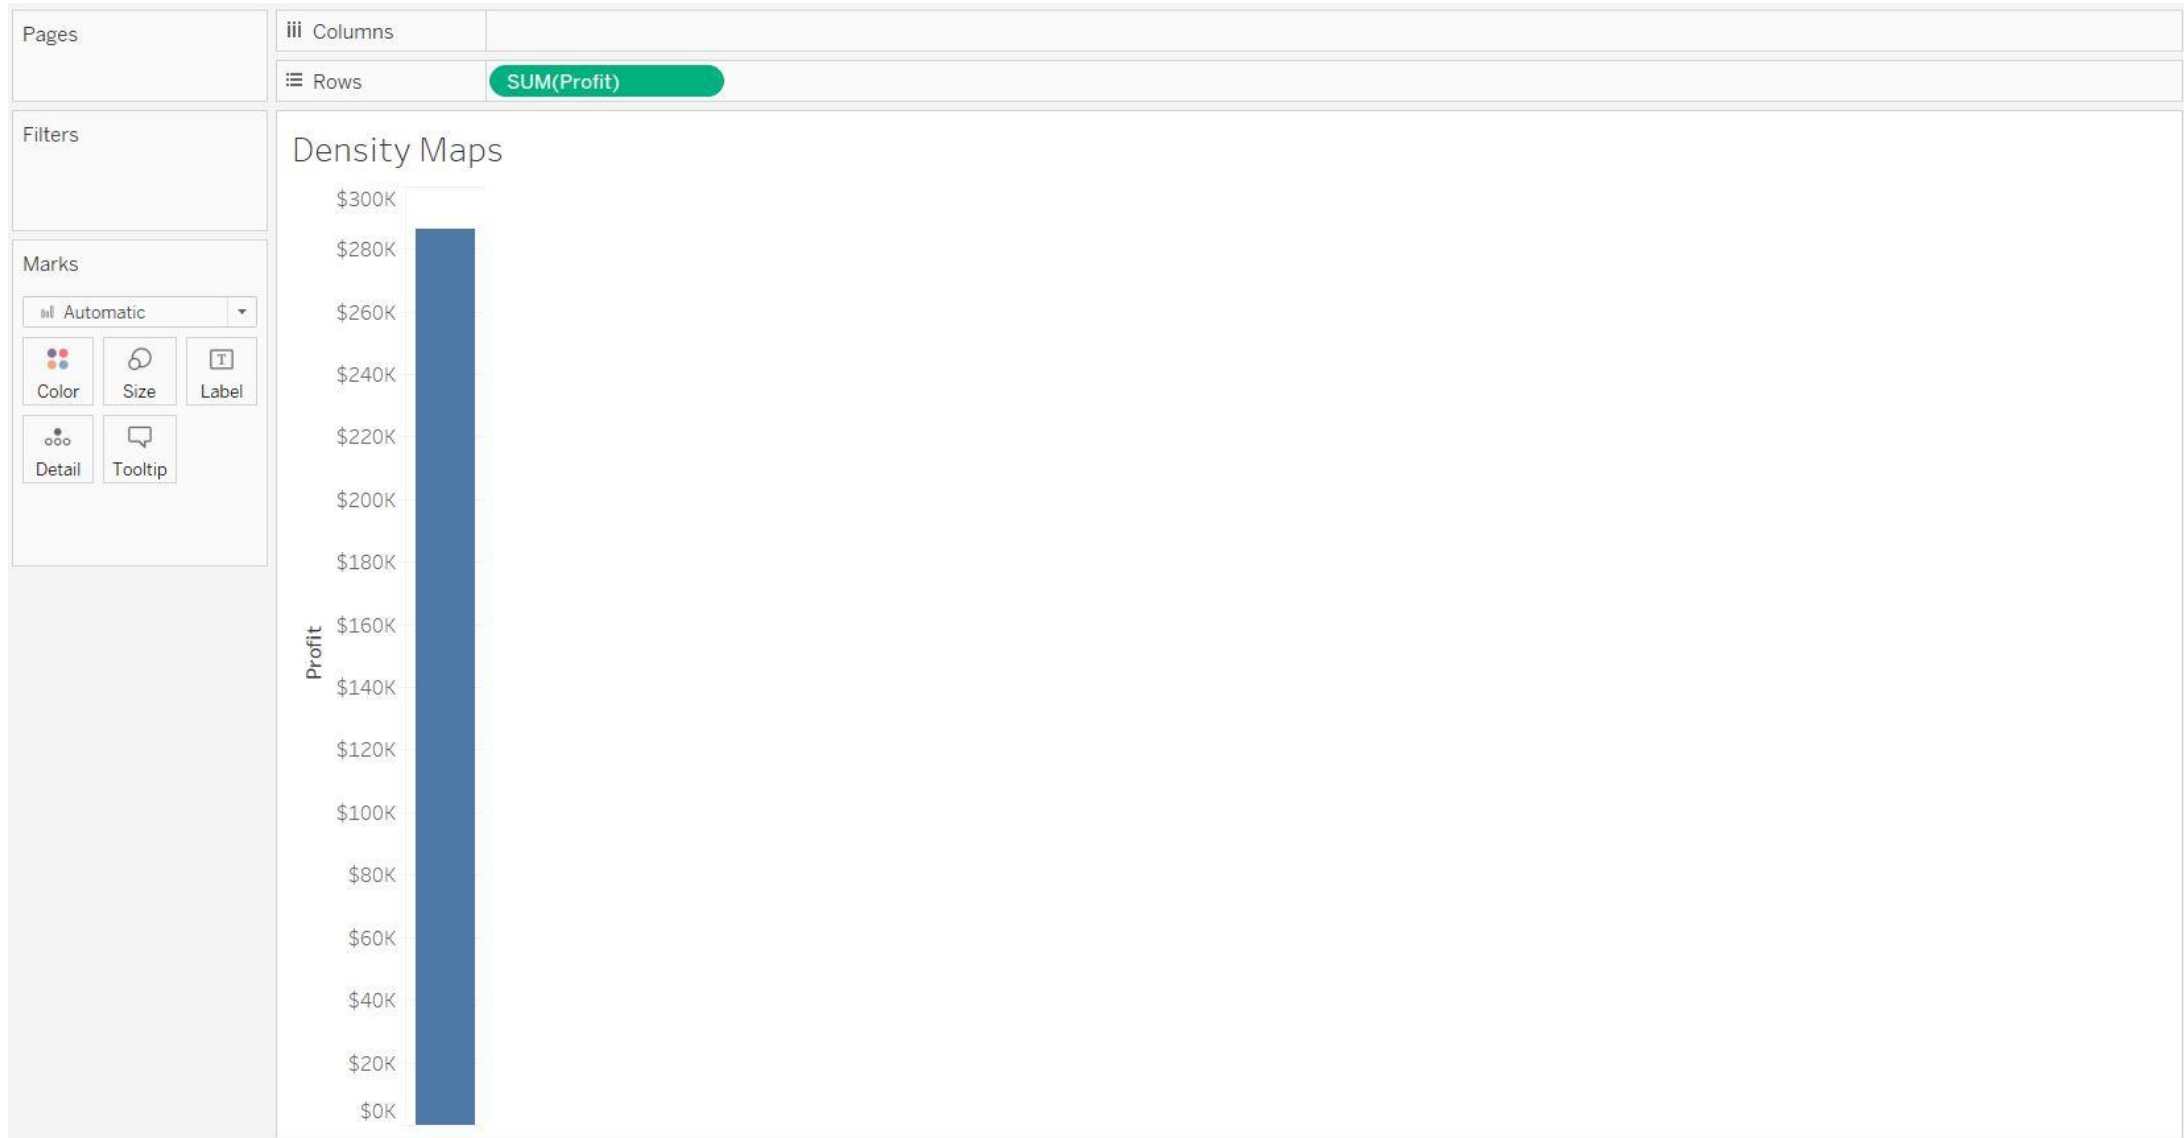 Pages
Columns
Rows
SUM(Profit)
Filters
Marks
Automatic
Color
Size
Label
Detail
Tooltip
Density Maps
Profit
$300K
$280K
$260K
$240K
$220K
$200K
$180K
$160K
$140K
$120K
$100K
$80K
$60K
$40K
$20K
$0K